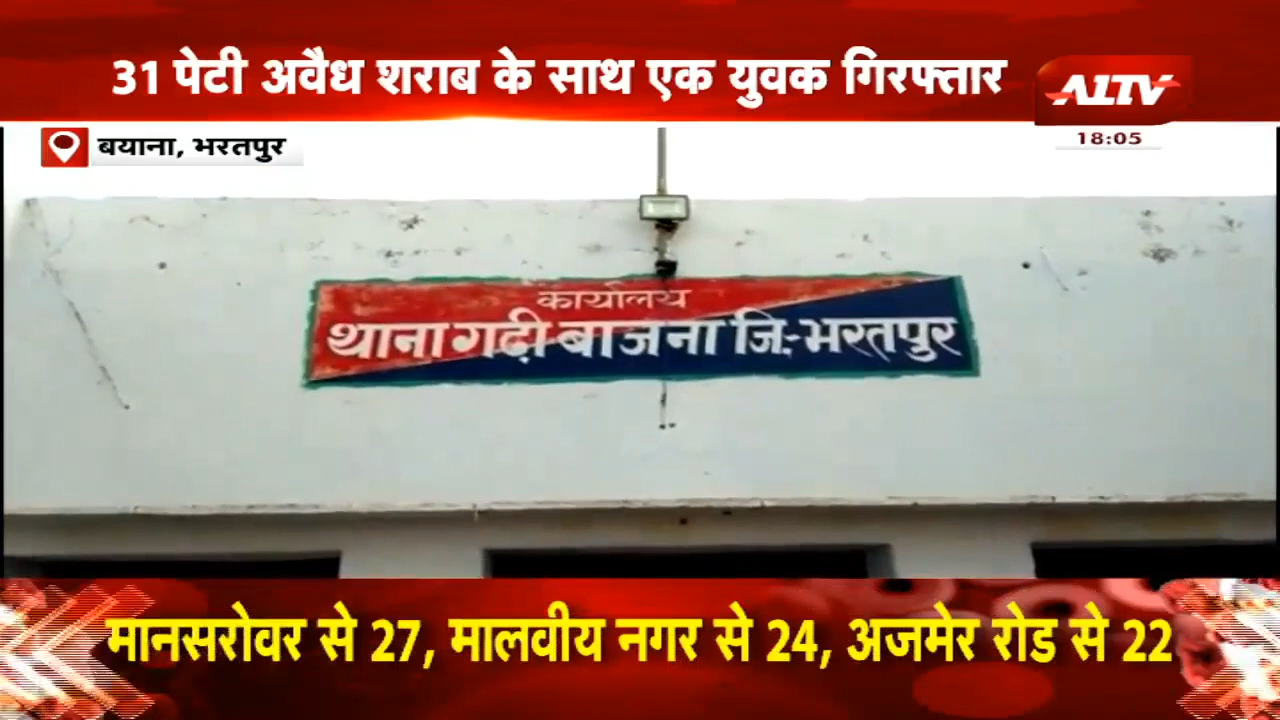 31 पेटी अवैध शराब के साथ एक युवक गिरफ्तार
A1TV
18:05
बयाना, भरतपुर
कार्यालय
थाना गढी बाजना जि.-भरतपुर
मानसरोवर से 27, मालवीय नगर से 24, अजमेर रोड से 22